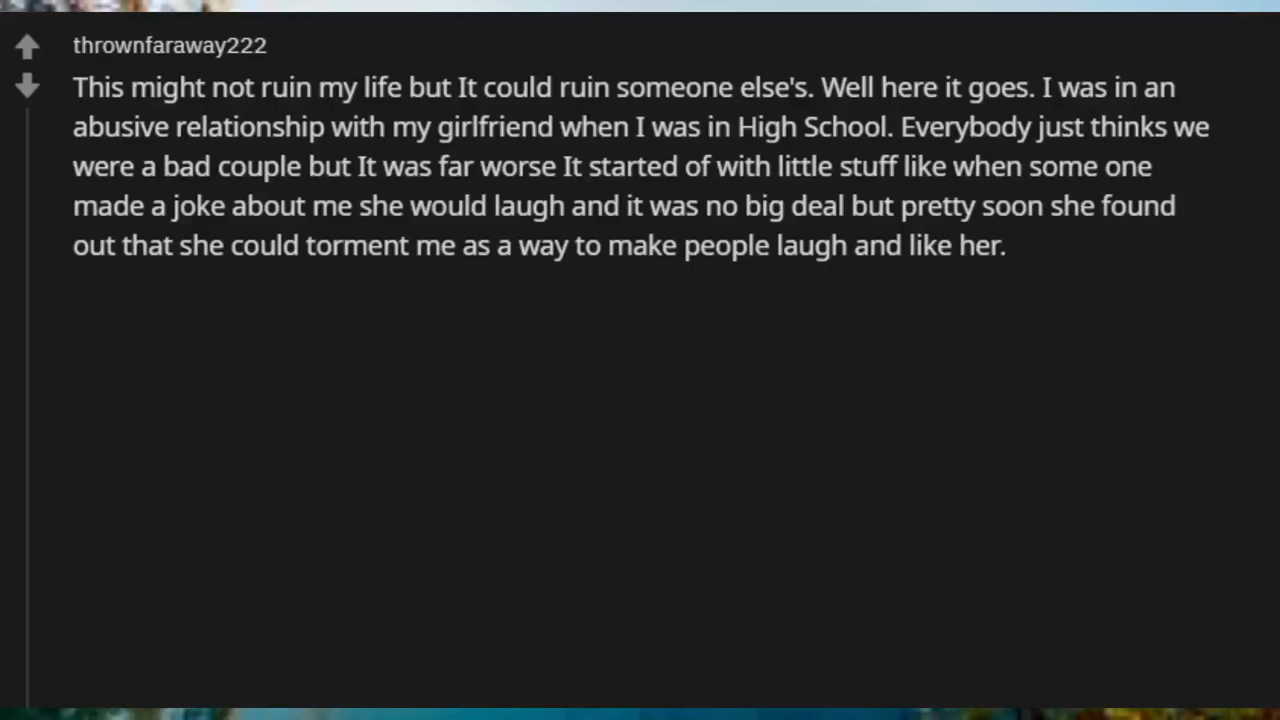 thrownfaraway222
This might not ruin my life but It could ruin someone else's. Well here it goes. I was in an
abusive relationship with my girlfriend when I was in High School. Everybody just thinks we
were a bad couple but It was far worse It started of with little stuff like when some one
made a joke about me she would laugh and it was no big deal but pretty soon she found
out that she could torment me as a way to make people laugh and like her.